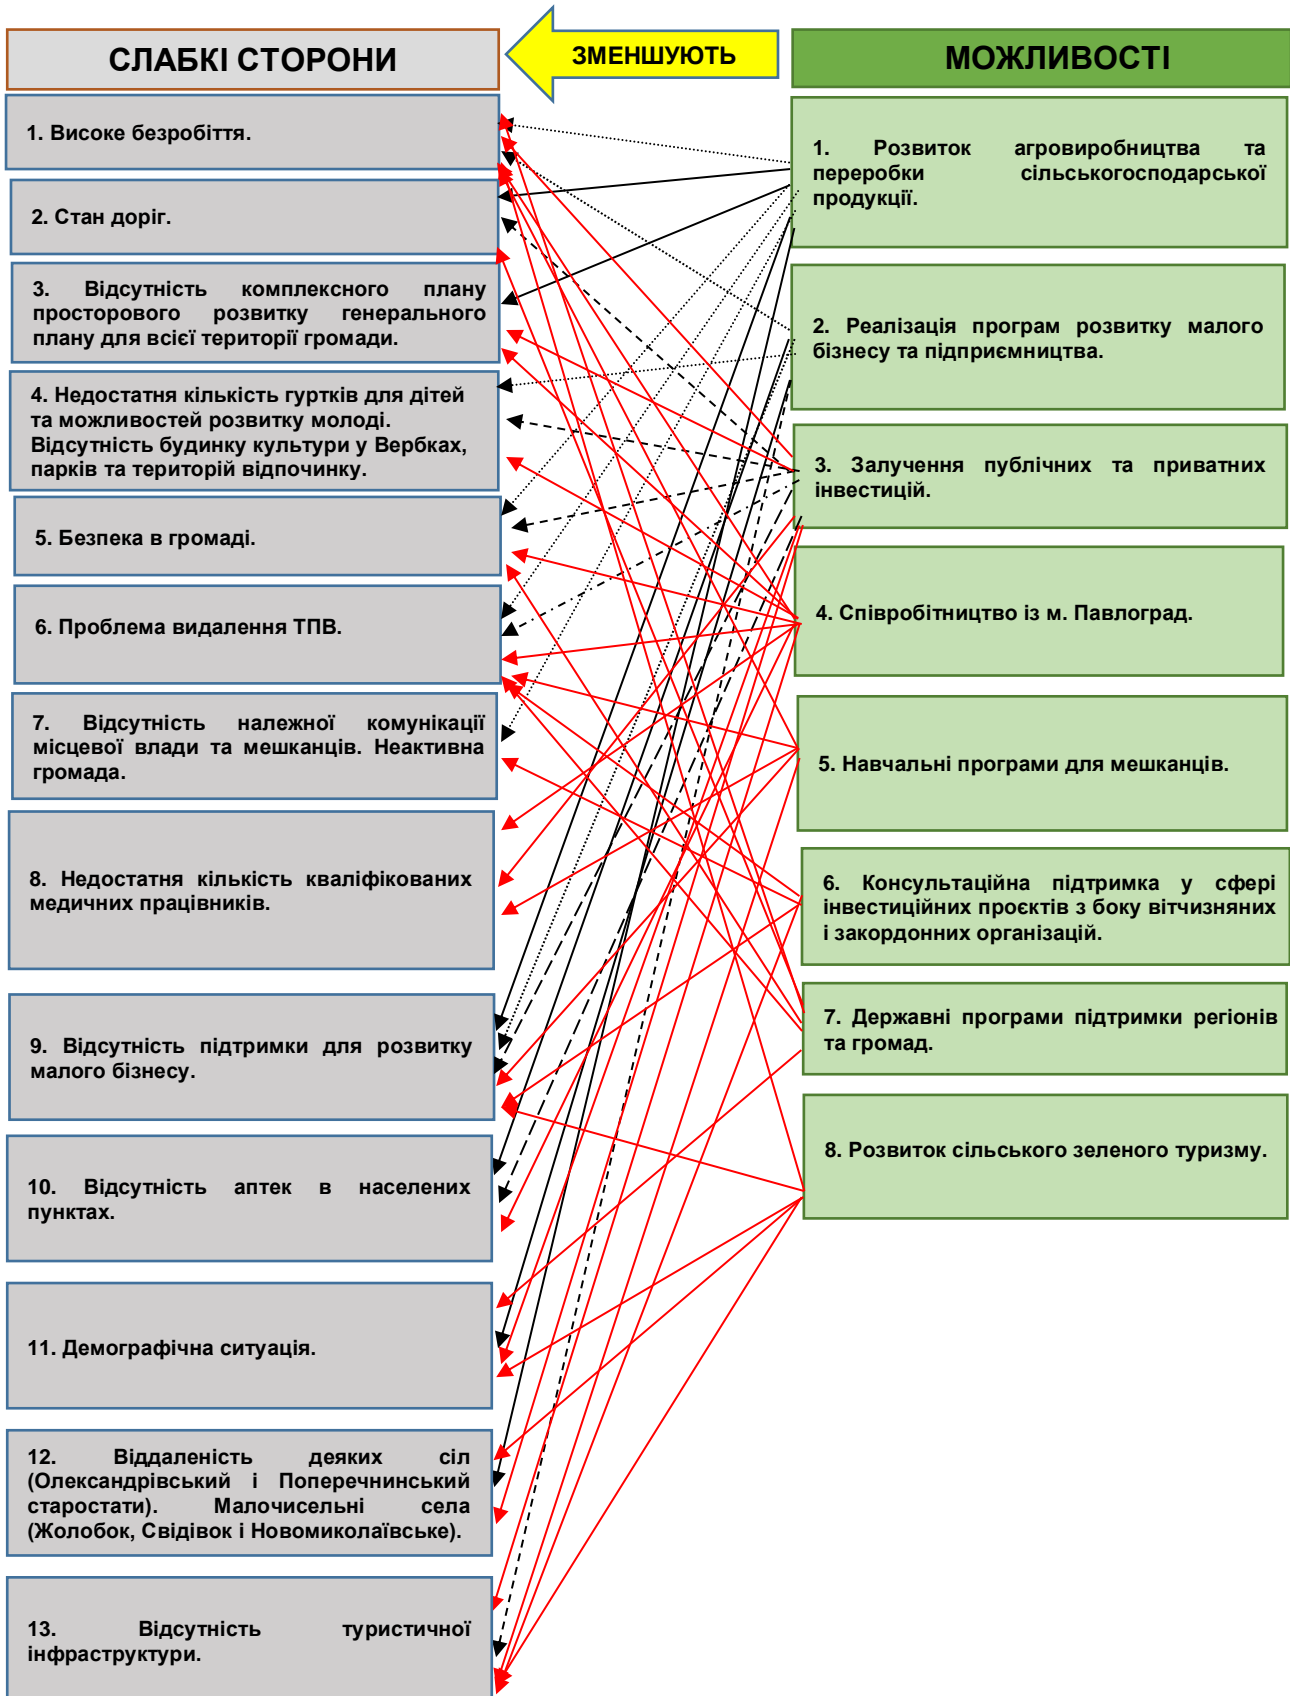 СЛАБКІ СТОРОНИ
ЗМЕНШУЮТЬ
МОЖЛИВОСТІ
1. Високе безробіття.
2. Стан доріг.
3. Відсутність комплексного плану
просторового розвитку генерального
плану для всієї території громади.
4. Недостатня кількість гуртків для дітей
та можливостей розвитку молоді.
Відсутність будинку культури у Вербках,
парків та територій відпочинку.
5. Безпека в громаді.
6. Проблема видалення ТПВ.
7. Відсутність належної комунікації
місцевої влади та мешканців. Неактивна
громада.
8. Недостатня кількість кваліфікованих
медичних працівників.
9. Відсутність підтримки для розвитку
малого бізнесу.
10. Відсутність аптек в населених
пунктах.
11. Демографічна ситуація.
12. Віддаленість деяких сіл
(Олександрівський і Поперечнинський
старостати). Малочисельні села
(Жолобок, Свідівок і Новомиколаївське).
13. Відсутність туристичної
інфраструктури.
1. Розвиток агровиробництва та
переробки сільськогосподарської
продукції.
2. Реалізація програм розвитку малого
бізнесу та підприємництва.
3. Залучення публічних та приватних
інвестицій.
4. Співробітництво із м. Павлоград.
5. Навчальні програми для мешканців.
6. Консультаційна підтримка у сфері
інвестиційних проєктів з боку вітчизняних
і закордонних організацій.
7. Державні програми підтримки регіонів
та громад.
8. Розвиток сільського зеленого туризму.